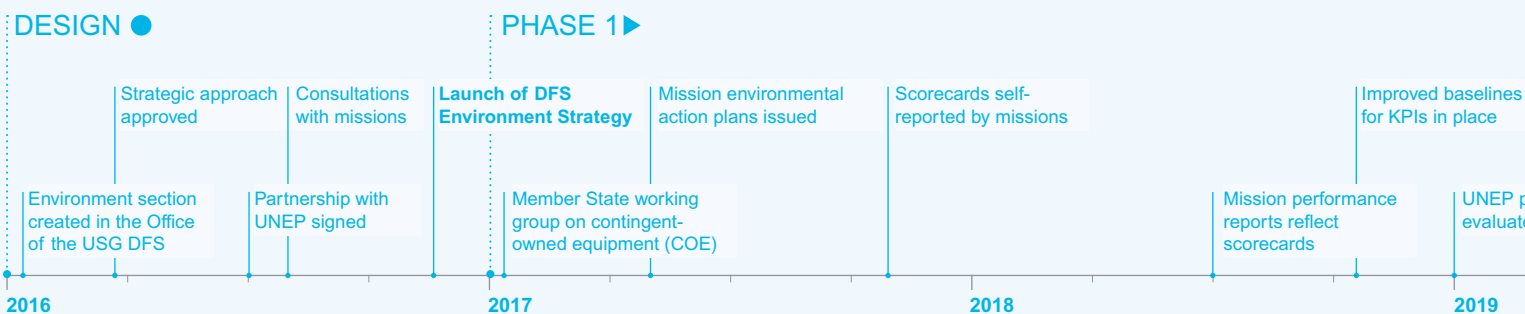 DESIGN
PHASE 1
Strategic approach
approved
Consultations
with missions
Launch of DFS
Environment Strategy
Mission environmental
action plans issued
Scorecards self-
reported by missions
Improved baselines
for KPIs in place
Environment section
created in the Office
of the USG DFS
Partnership with
UNEP signed
Member State working
group on contingent-
owned equipment (COE)
Mission performance
reports reflect
scorecards
UNEP
2016
2017
2018
2019